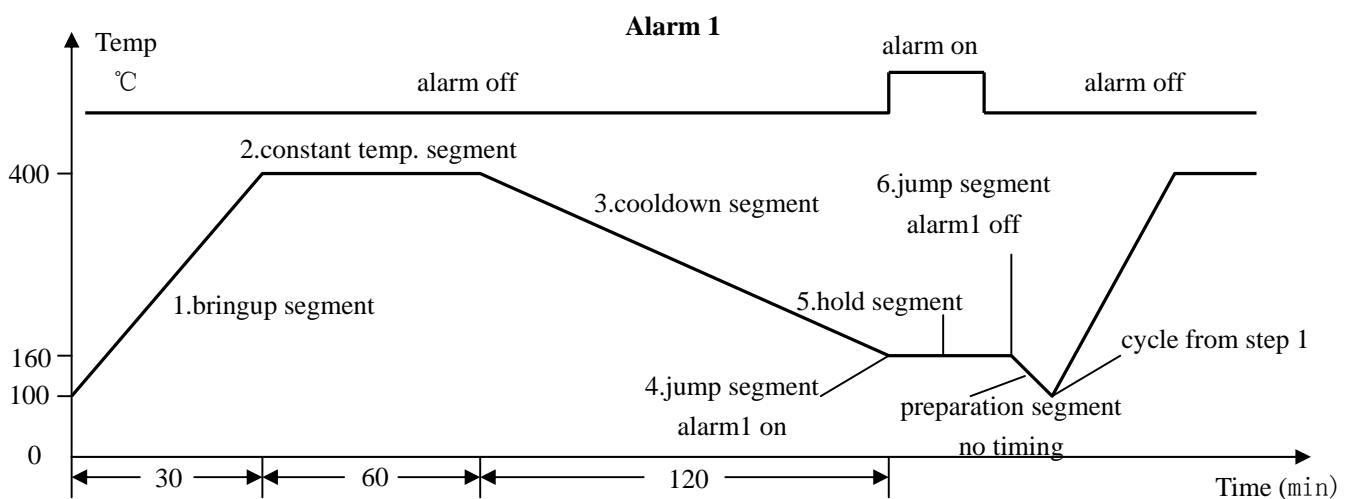 Alarm 1
Temp
℃
alarm off
alarm on
alarm off
2.constant temp. segment
400
6.jump segment
alarm1 off
3.cooldown segment
1.bringup segment
5.hold segment
cycle from step 1
160
4.jump segment
alarm1 on
100
preparation segment
no timing
0
30
60
120
Time (min)